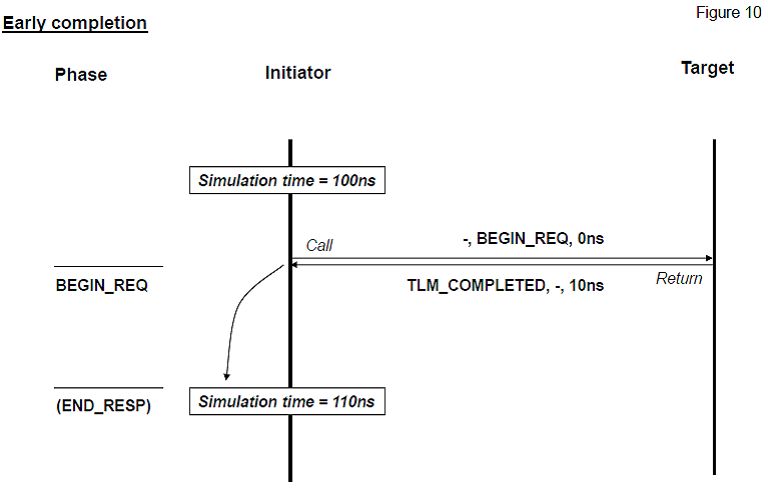 Figure 10
Early completion
Phase
Initiator
Target
Simulation time = 100ns
-, BEGIN_REQ, 0ns
Call
BEGIN_REQ
TLM_COMPLETED, -, 10ns
Return
(END_RESP)
Simulation time = 110ns